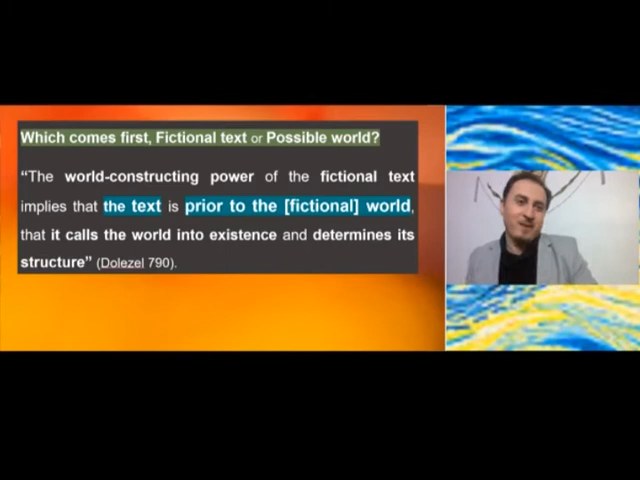 Which comes first, Fictional text or Possible world?
“The world-constructing power of the fictional text
implies that the text is prior to the [fictional] world,
that it calls the world into existence and determines its
structure” (Dolezel 790).